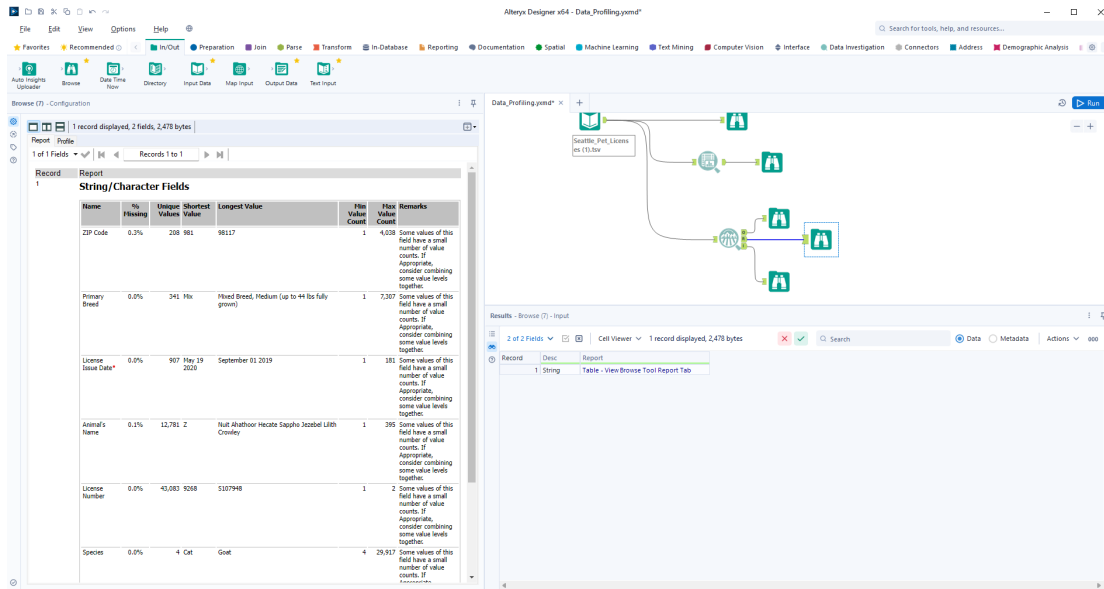 Alteryx Designer x64 - Data_Profiling.yxmd*
File Edit View Options Help
Search for tools, help, and resources...
Favorites Recommended In/Out Preparation Join Parse Transform In-Database Reporting Documentation Spatial Machine Learning Text Mining Computer Vision Interface Data Investigation Connectors Address Demographic Analysis
Auto Insights Uploader
Browse
Date Time Now
Directory
Input Data
Map Input
Output Data
Text Input
Browse (7) - Configuration
1 record displayed, 2 fields, 2,478 bytes
Report Profile
1 of 1 Fields Records 1 to 1
Record Report
1
String/Character Fields
Name % Missing Unique Values Shortest Value Longest Value Min Value Count Max Value Count Remarks
ZIP Code 0.3% 208 981 98117 1 4,038 Some values of this
field have a small
number of value
counts. If
Appropriate,
consider combining
some value levels
together.
Primary Breed 0.0% 341 Mix Mixed Breed, Medium (up to 44 lbs fully grown) 1 7,307 Some values of this
field have a small
number of value
counts. If
Appropriate,
consider combining
some value levels
together.
License Issue Date* 0.0% 907 May 19 2020 September 01 2019 1 181 Some values of this
field have a small
number of value
counts. If
Appropriate,
consider combining
some value levels
together.
Animal's Name 0.1% 12,781 Z Nuit Ahathoor Hecate Sappho Jezebel Lilith Crowley 1 395 Some values of this
field have a small
number of value
counts. If
Appropriate,
consider combining
some value levels
together.
License Number 0.0% 43,083 9268 S107948 1 2 Some values of this
field have a small
number of value
counts. If
Appropriate,
consider combining
some value levels
together.
Species 0.0% 4 Cat Goat 4 29,917 Some values of this
field have a small
number of value
counts. If
Data_Profiling.yxmd*
Run
Seattle_Pet_Licens
es (1).tsv
Results - Browse (7) - Input
2 of 2 Fields Cell Viewer 1 record displayed, 2,478 bytes Search Data Metadata Actions 000
Record Desc Report
1 String Table - View Browse Tool Report Tab